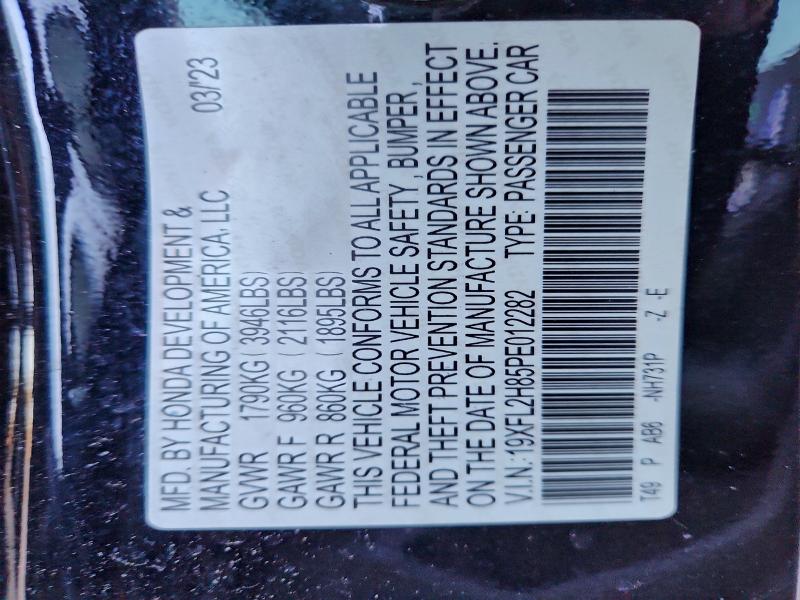 MFD. BY HONDA DEVELOPMENT &
MANUFACTURING OF AMERICA, LLC 03/'23
GVWR 1790KG ( 3946LBS)
GAWR F 960KG ( 2116LBS)
GAWR R 860KG ( 1895LBS)
THIS VEHICLE CONFORMS TO ALL APPLICABLE
FEDERAL MOTOR VEHICLE SAFETY , BUMPER ,
AND THEFT PREVENTION STANDARDS IN EFFECT
ON THE DATE OF MANUFACTURE SHOWN ABOVE.
V.I.N.: 19XFL2H85PE012282 TYPE: PASSENGER CAR
T49 P AB6 -NH731P -Z -E